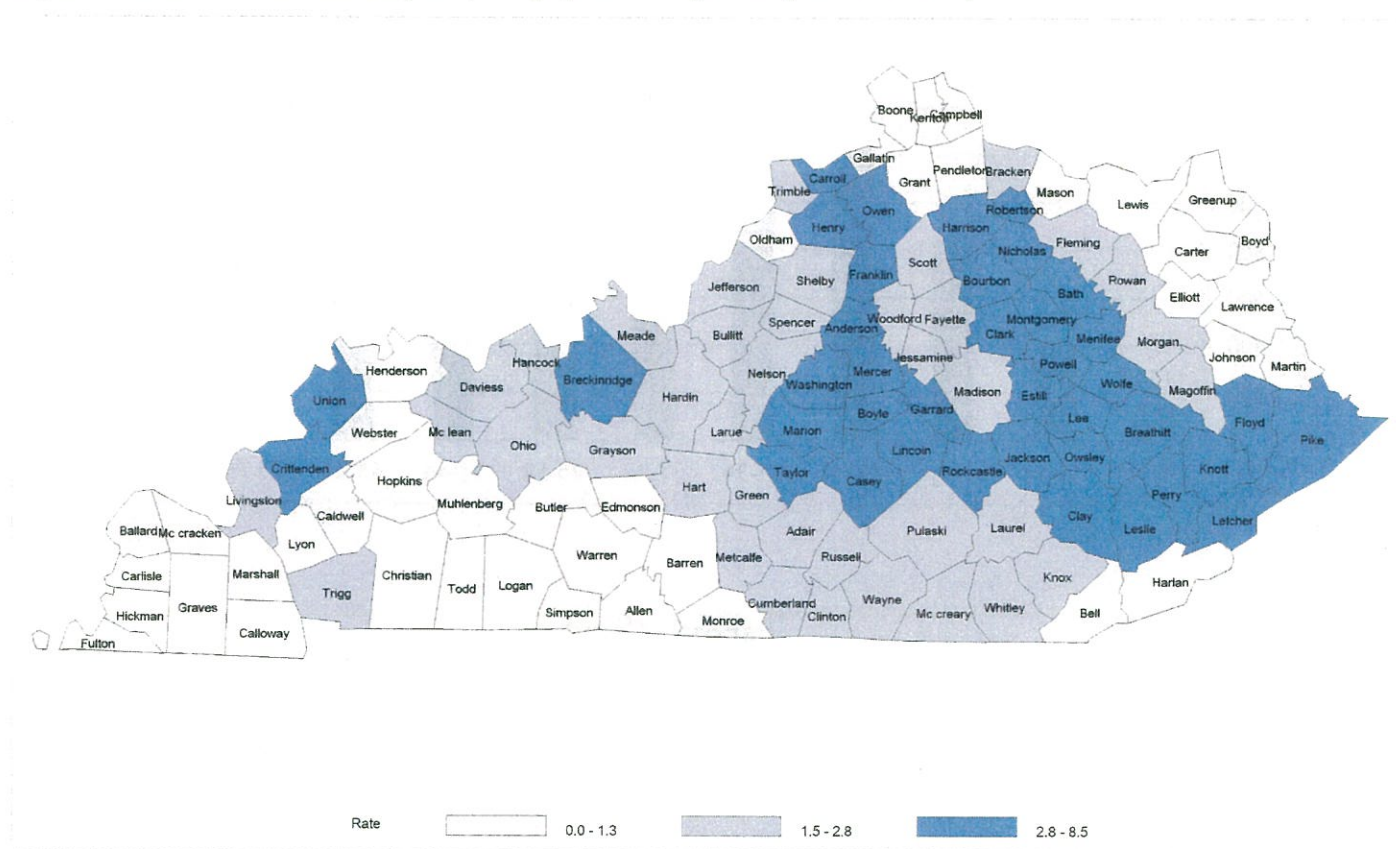 Boone
Kenton
Campbell
Gallatin
Grant
Pendleton
Bracken
Mason
Lewis
Greenup
Carroll
Trimble
Owen
Henry
Robertson
Harrison
Oldham
Nicholas
Fleming
Carter
Boyd
Scott
Franklin
Shelby
Jefferson
Bourbon
Rowan
Bath
Elliott
Lawrence
Spencer
Woodford
Fayette
Montgomery
Anderson
Clark
Menifee
Morgan
Bullitt
Meade
Jessamine
Johnson
Martin
Hancock
Breckinridge
Henderson
Daviess
Nelson
Washington
Mercer
Powell
Wolfe
Magoffin
Madison
Estill
Union
Hardin
Boyle
Garrard
Lee
Floyd
Pike
Webster
Mc lean
Ohio
Grayson
Larue
Marion
Lincoln
Breathitt
Crittenden
Jackson
Owsley
Knott
Rockcastle
Taylor
Casey
Hopkins
Hart
Green
Perry
Livingston
Muhlenberg
Butler
Edmonson
Caldwell
Clay
Leslie
Letcher
Ballard
Mc cracken
Lyon
Adair
Pulaski
Laurel
Warren
Barren
Metcalfe
Russell
Carlisle
Marshall
Christian
Knox
Harlan
Trigg
Todd
Logan
Hickman
Graves
Simpson
Allen
Monroe
Cumberland
Clinton
Wayne
Mc creary
Whitley
Bell
Calloway
Fulton
Rate
0.0 - 1.3
1.5 - 2.8
2.8 - 8.5